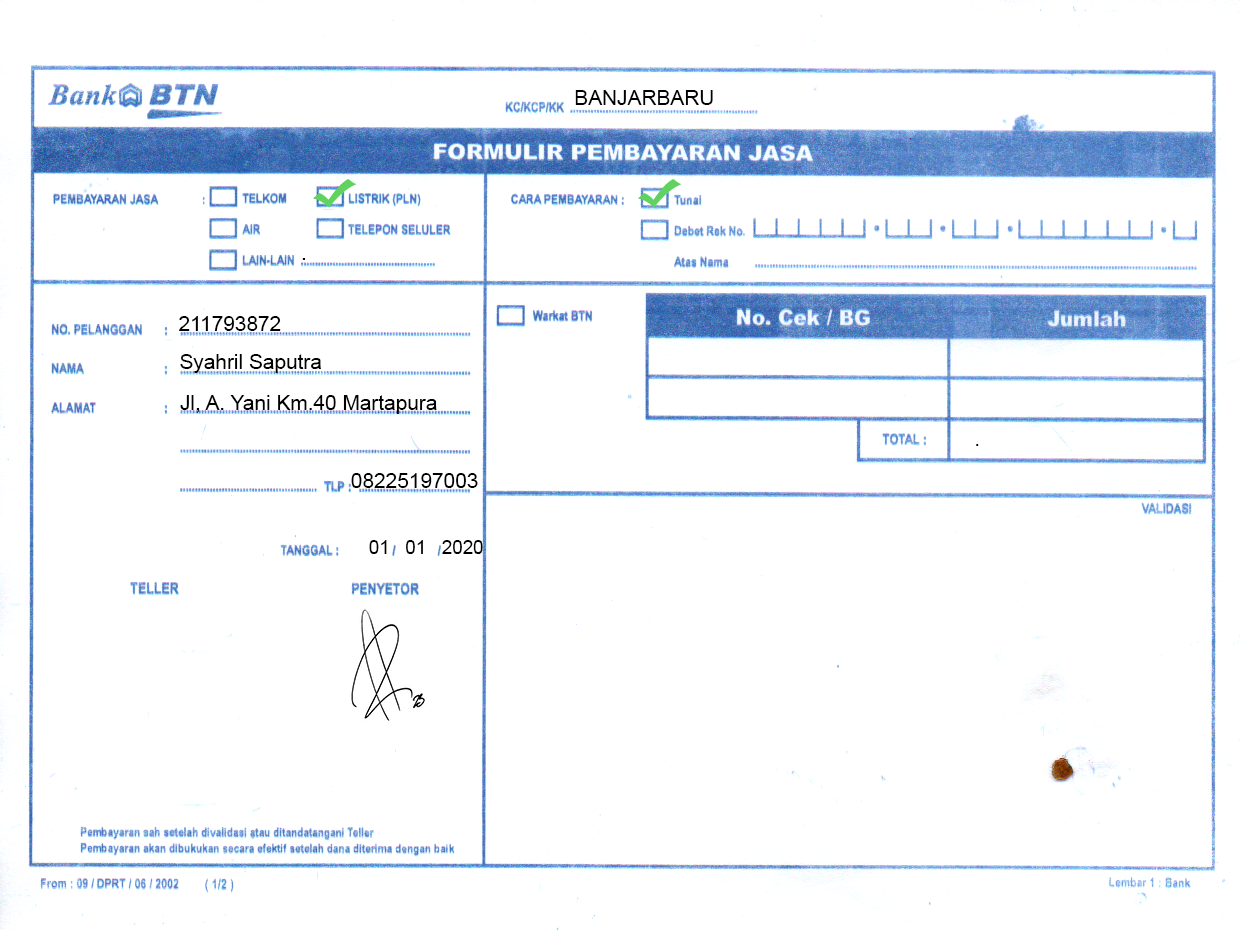 Bank BTN
KC/KCP/KK BANJARBARU
FORMULIR PEMBAYARAN JASA
PEMBAYARAN JASA : TELKOM LISTRIK (PLN)
AIR TELEPON SELULER
LAIN-LAIN .
CARA PEMBAYARAN : Tunai
Debet Rek No.
Atas Nama
NO. PELANGGAN : 211793872
NAMA : Syahril Saputra
ALAMAT : Jl, A. Yani Km.40 Martapura
TLP : 08225197003
TANGGAL : 01 / 01 / 2020
TELLER PENYETOR
Pembayaran sah setelah divalidasi atau ditandatangani Teller
Pembayaran akan dibukukan secara efektif setelah dana diterima dengan baik
Warkat BTN
No. Cek / BG Jumlah
TOTAL : .
VALIDASI
From : 09 / DPRT / 06 / 2002 ( 1/2 )
Lembar 1 : Bank